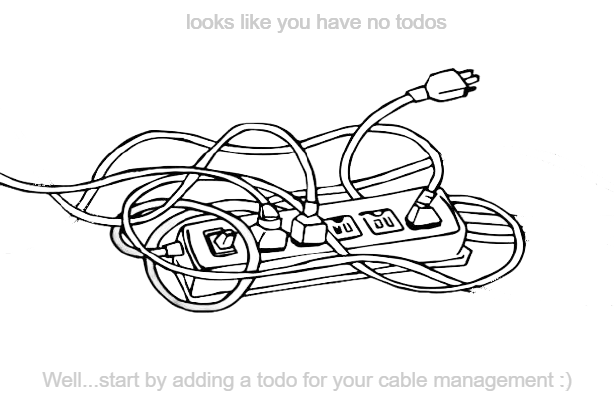 looks like you have no todos
Well...start by adding a todo for your cable management :)